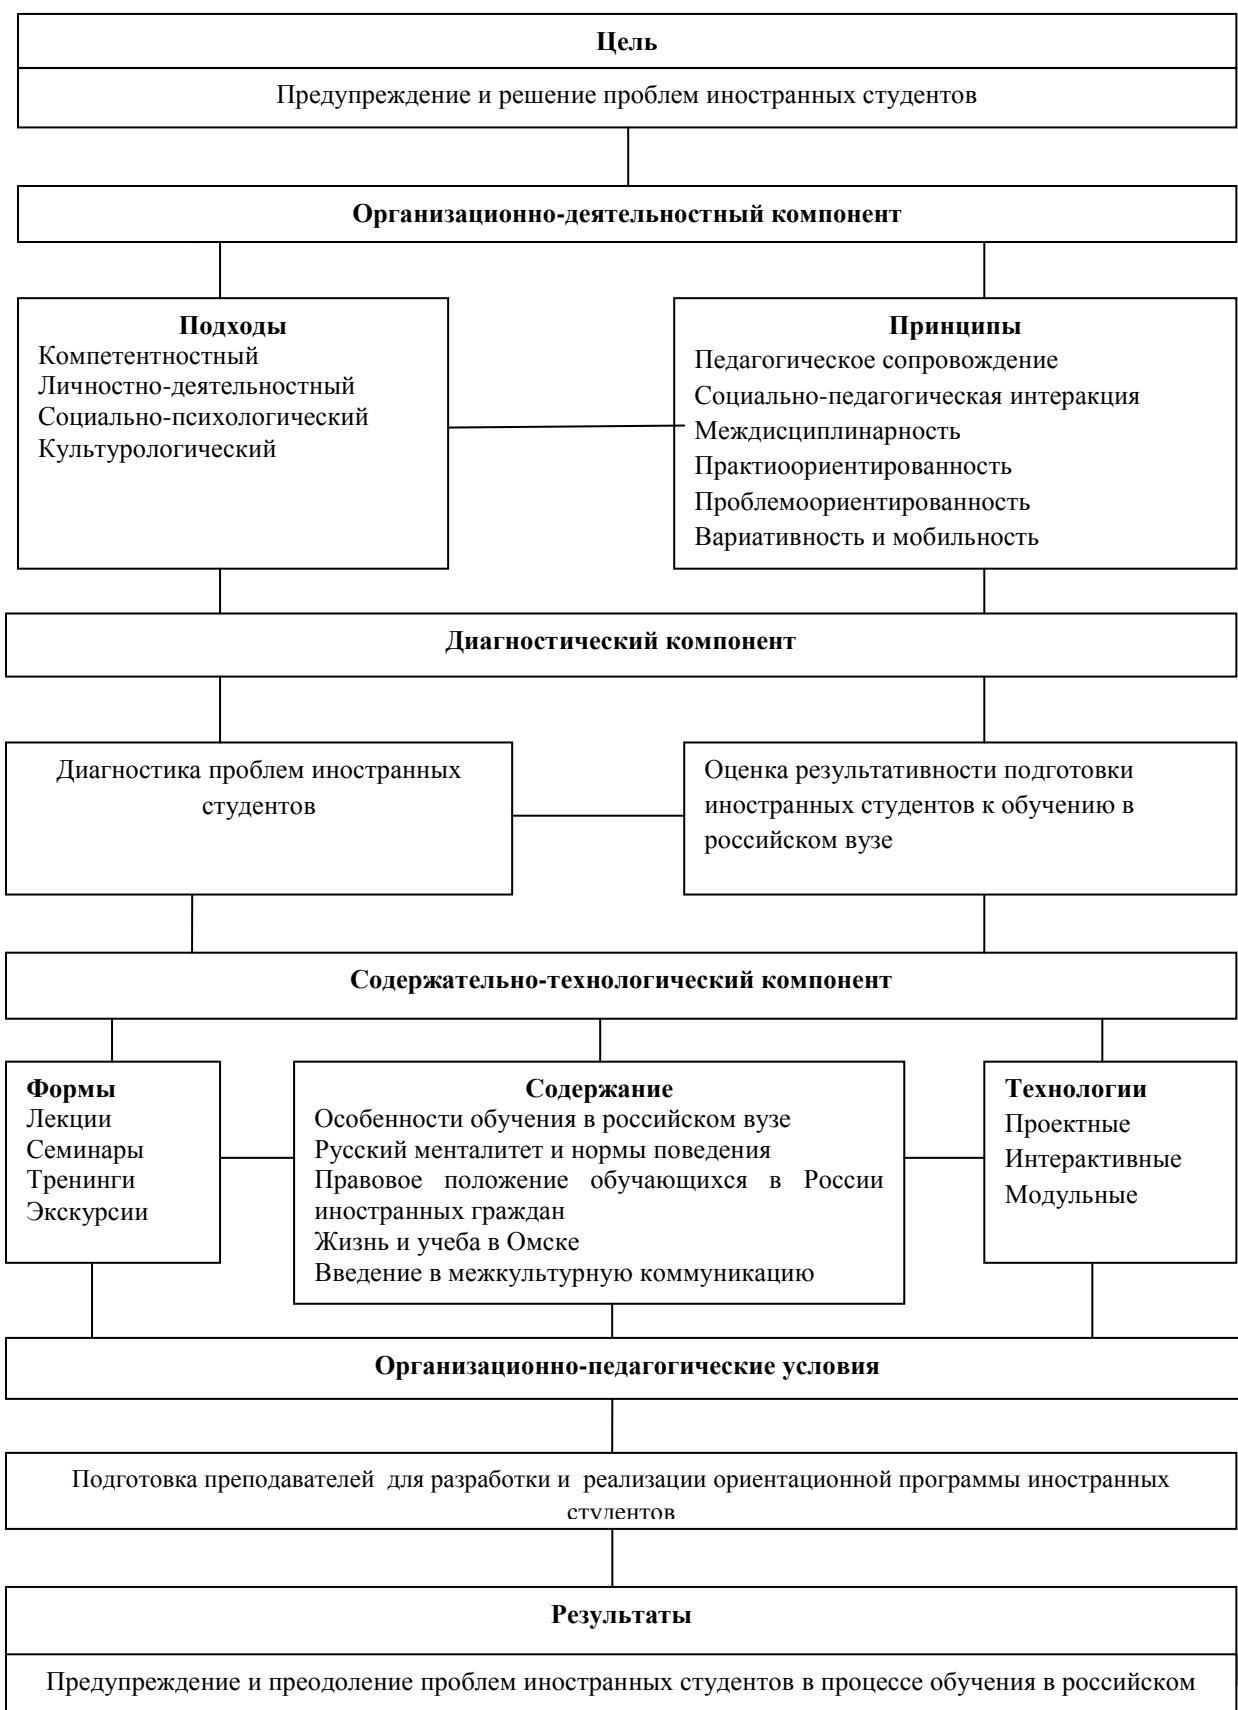 Цель
Предупреждение и решение проблем иностранных студентов
Организационно-деятельностный компонент
Подходы
Компетентностный
Личностно-деятельностный
Социально-психологический
Культурологический
Принципы
Педагогическое сопровождение
Социально-педагогическая интеракция
Междисциплинарность
Практиоориентированность
Проблемоориентированность
Вариативность и мобильность
Диагностический компонент
Диагностика проблем иностранных
студентов
Оценка результативности подготовки
иностранных студентов к обучению в
российском вузе
Содержательно-технологический компонент
Формы
Лекции
Семинары
Тренинги
Экскурсии
Содержание
Особенности обучения в российском вузе
Русский менталитет и нормы поведения
Правовое положение обучающихся в России
иностранных граждан
Жизнь и учеба в Омске
Введение в межкультурную коммуникацию
Технологии
Проектные
Интерактивные
Модульные
Организационно-педагогические условия
Подготовка преподавателей для разработки и реализации ориентационной программы иностранных
студентов
Результаты
Предупреждение и преодоление проблем иностранных студентов в процессе обучения в российском